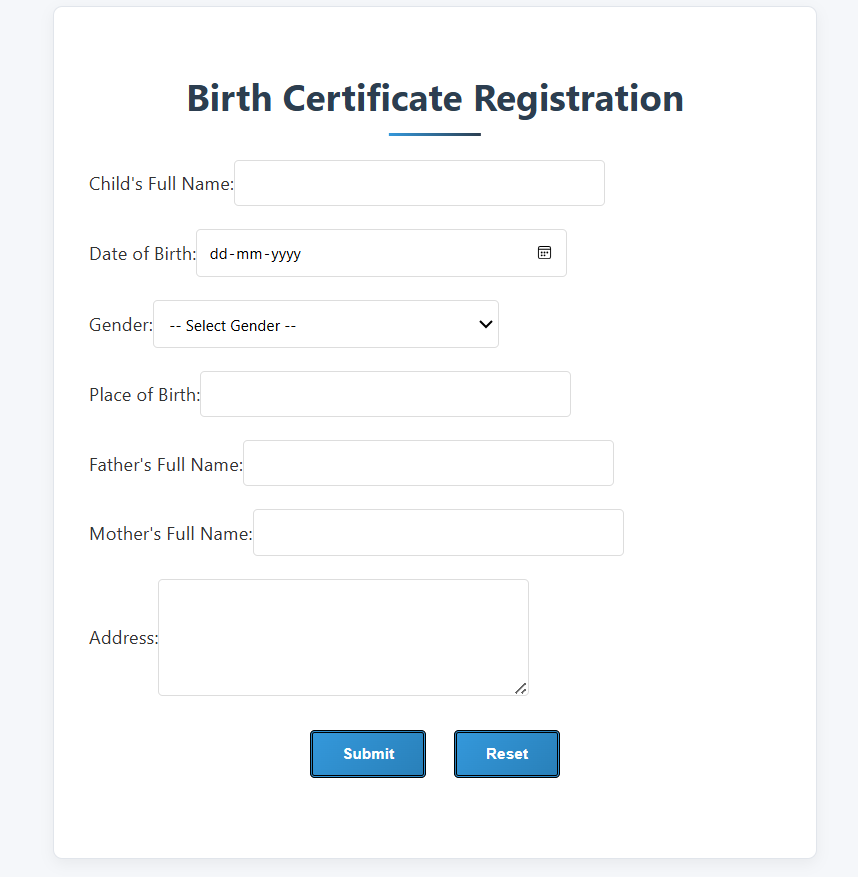 Birth Certificate Registration
Child's Full Name:
Date of Birth: dd-mm-yyyy
Gender: -- Select Gender --
Place of Birth:
Father's Full Name:
Mother's Full Name:
Address:
Submit Reset